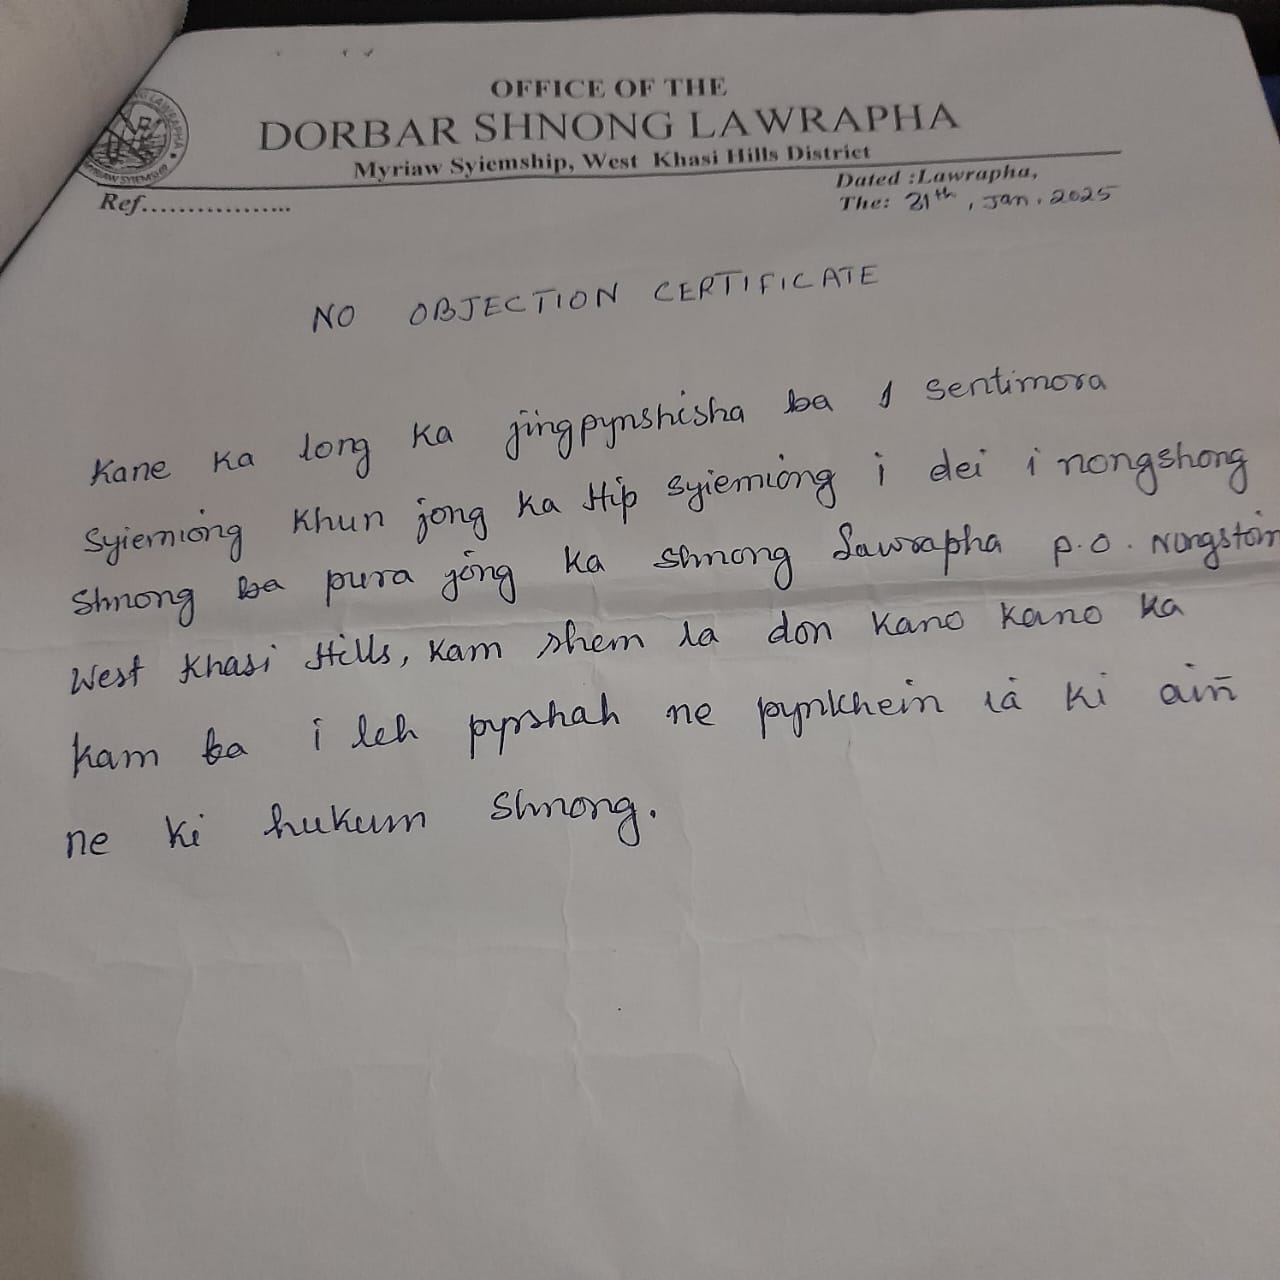 OFFICE OF THE
DORBAR SHNONG LAWRAPHA
Myriaw Syiemship, West Khasi Hills District
Ref.................
Dated :Lawrapha,
The: 21th, Jan. 2025
NO OBJECTION CERTIFICATE
Kane ka long ka jingpynshisha ba I Sentimora
Syiemiong Khun jong ka Hip Syiemiong i dei i nongshong
Shnong ba pura jong ka Shnong Lawrapha P.O. Nongstoin
West Khasi Hills, kam shem la don kano kano ka
kam ba i leh pyrshah ne pynkhein ïa ki aiñ
ne ki hukum Shnong.